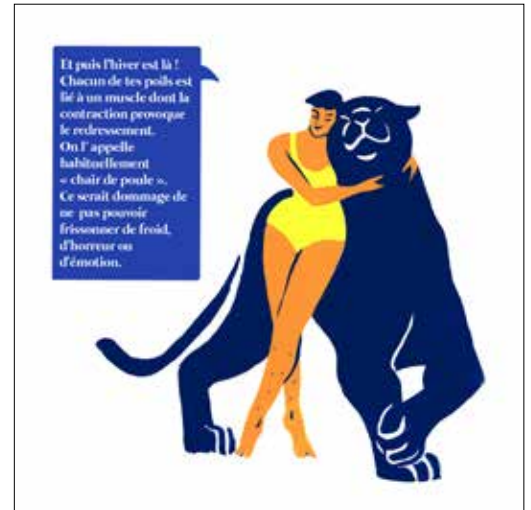 Et puis l'hiver est là !
Chacun de tes poils est
lié à un muscle dont la
contraction provoque
le redressement.
On l' appelle
habituellement
« chair de poule ».
Ce serait dommage de
ne pas pouvoir
frissonner de froid,
d'horreur ou
d'émotion.